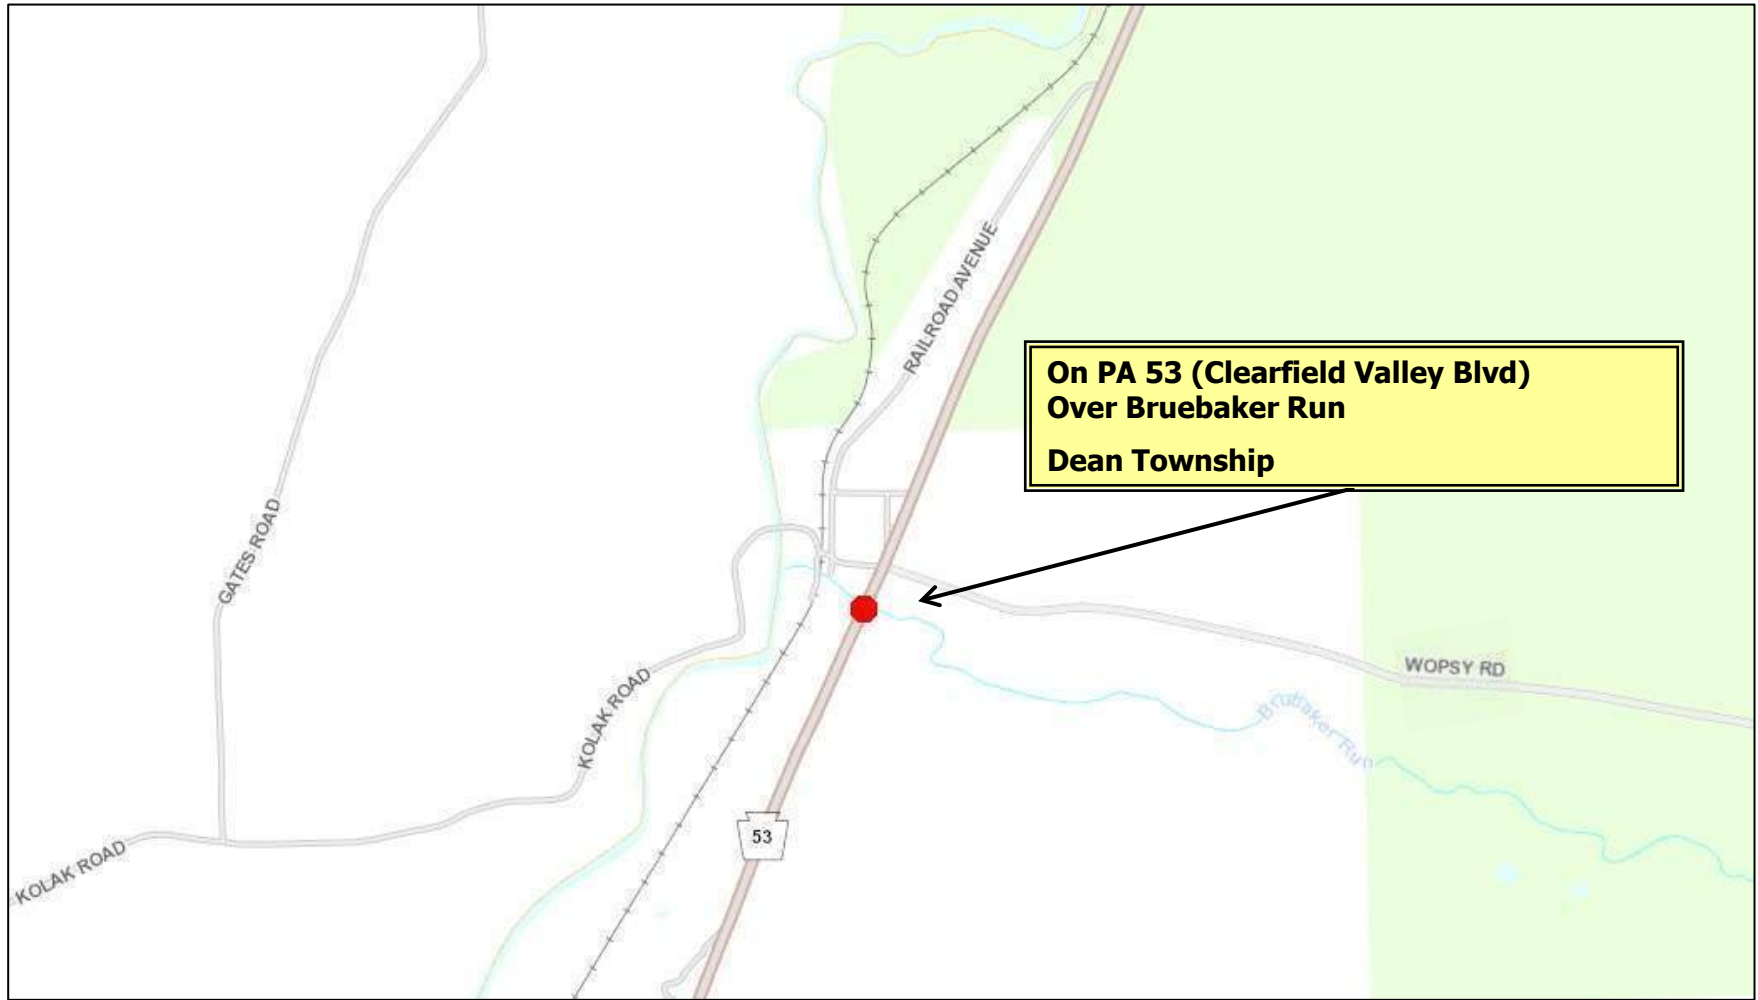 RAILROAD AVENUE
On PA 53 (Clearfield Valley Blvd)
Over Bruebaker Run
Dean Township
GATES ROAD
WOPSY RD
KOLAK ROAD
Brubaker Run
53
KOLAK ROAD